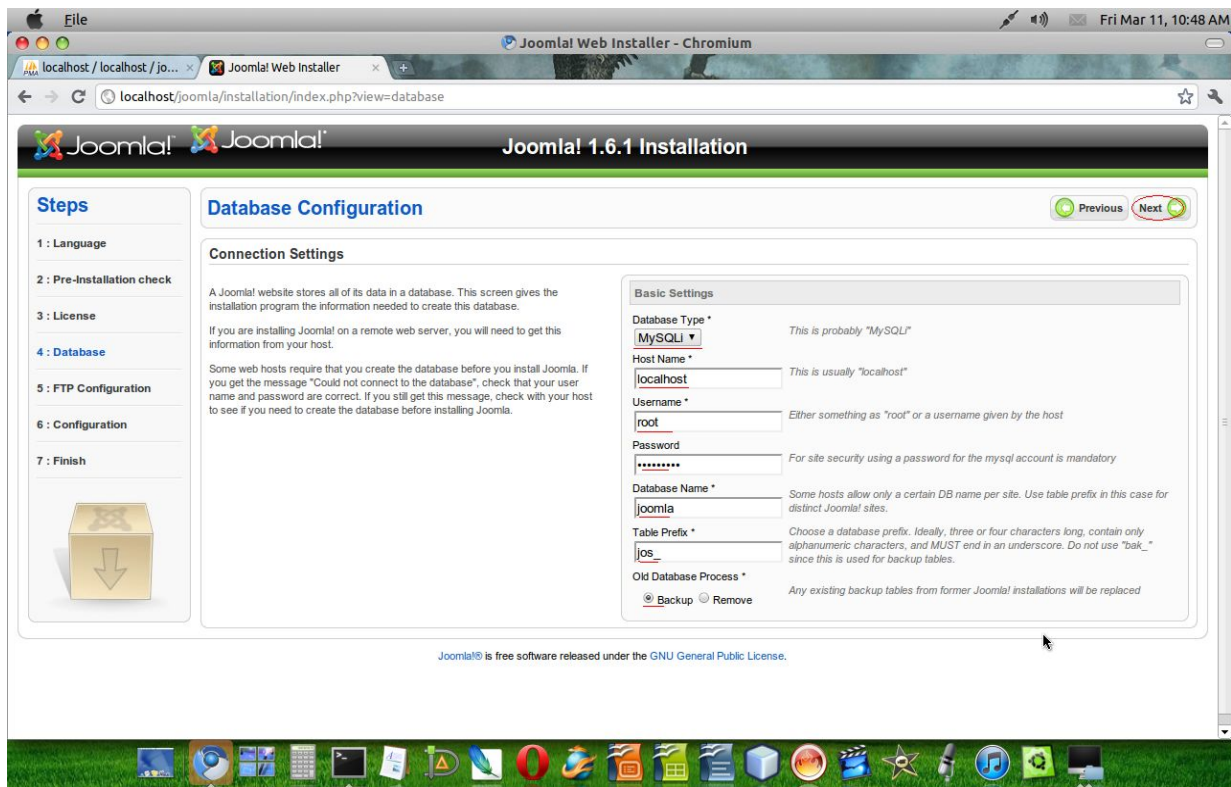 File
Fri Mar 11, 10:48 AM
Joomla! Web Installer - Chromium
PMA localhost / localhost / jo... ×
Joomla! Web Installer ×
localhost/joomla/installation/index.php?view=database
Joomla!™
Joomla!
Joomla! 1.6.1 Installation
Steps
1 : Language
2 : Pre-Installation check
3 : License
4 : Database
5 : FTP Configuration
6 : Configuration
7 : Finish
Database Configuration
Previous
Next
Connection Settings
A Joomla! website stores all of its data in a database. This screen gives the
installation program the information needed to create this database.
If you are installing Joomla! on a remote web server, you will need to get this
information from your host.
Some web hosts require that you create the database before you install Joomla. If
you get the message "Could not connect to the database", check that your user
name and password are correct. If you still get this message, check with your host
to see if you need to create the database before installing Joomla.
Basic Settings
Database Type *
MySQLi
This is probably "MySQLi"
Host Name *
localhost
This is usually "localhost"
Username *
root
Either something as "root" or a username given by the host
Password
•••••••••
For site security using a password for the mysql account is mandatory
Database Name *
joomla
Some hosts allow only a certain DB name per site. Use table prefix in this case for
distinct Joomla! sites.
Table Prefix *
jos_
Choose a database prefix. Ideally, three or four characters long, contain only
alphanumeric characters, and MUST end in an underscore. Do not use "bak_"
since this is used for backup tables.
Old Database Process *
Backup
Remove
Any existing backup tables from former Joomla! installations will be replaced
Joomla!® is free software released under the GNU General Public License.